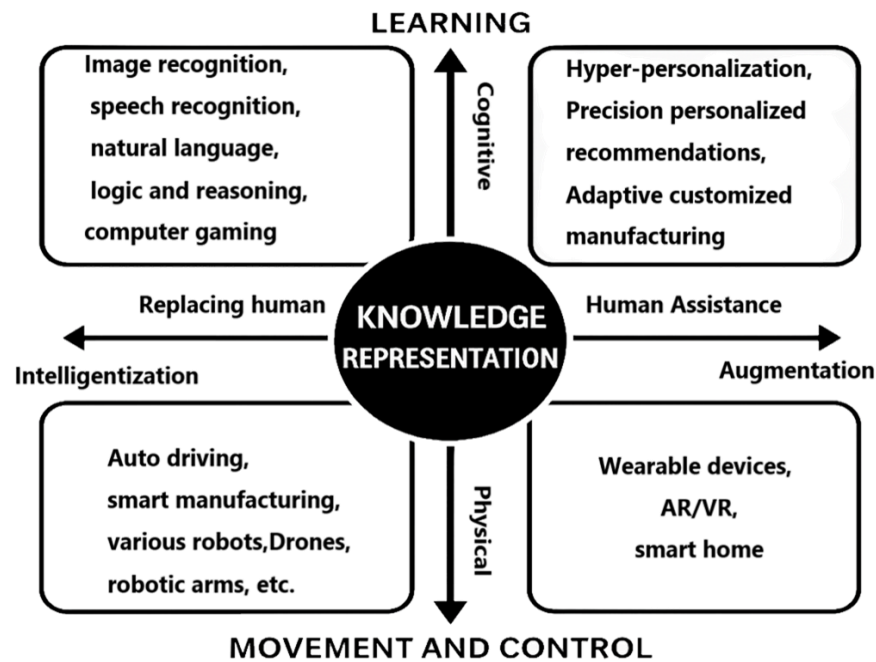 LEARNING
Image recognition,
speech recognition,
natural language,
logic and reasoning,
computer gaming
Cognitive
Hyper-personalization,
Precision personalized
recommendations,
Adaptive customized
manufacturing
Replacing human
KNOWLEDGE
REPRESENTATION
Human Assistance
Intelligentization
Augmentation
Auto driving,
smart manufacturing,
various robots,Drones,
robotic arms, etc.
Physical
Wearable devices,
AR/VR,
smart home
MOVEMENT AND CONTROL